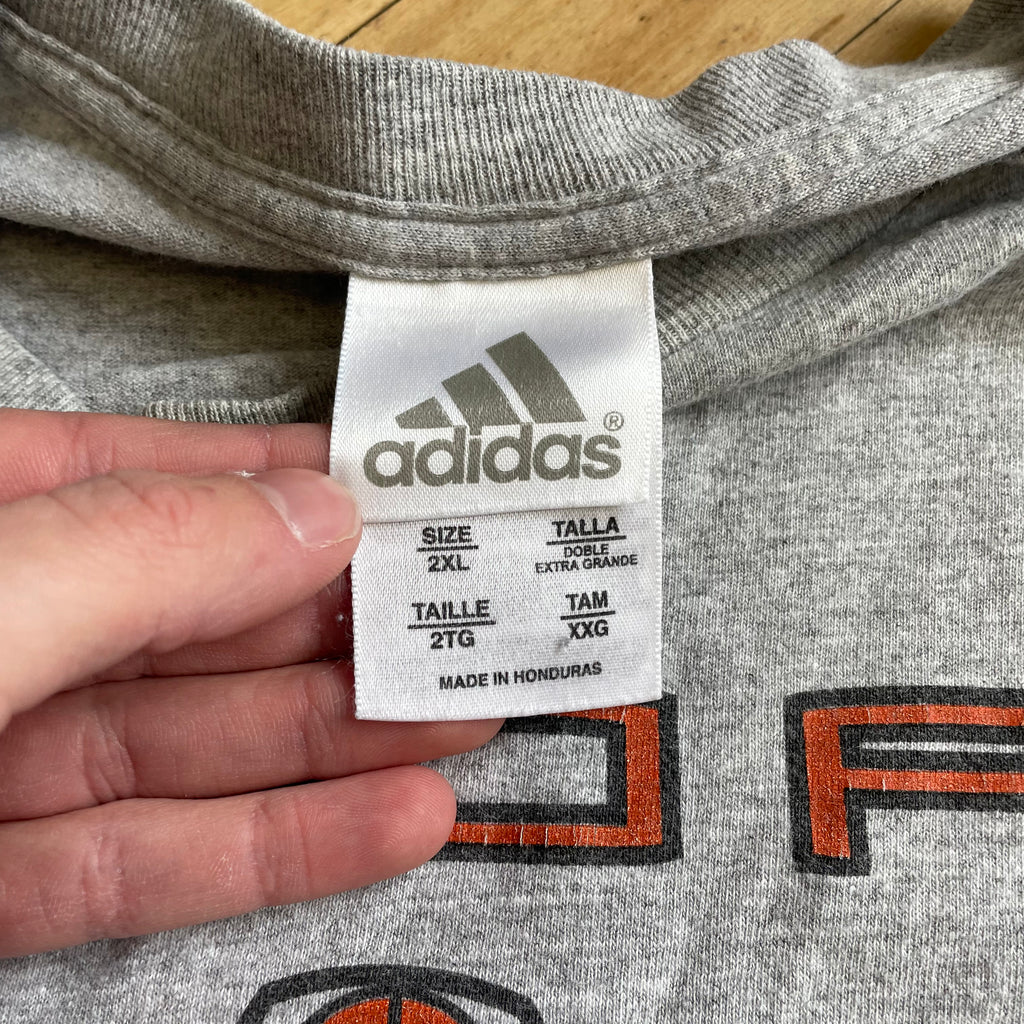 adidas®
SIZE TALLA
2XL DOBLE
EXTRA GRANDE
TAILLE TAM
2TG XXG
MADE IN HONDURAS